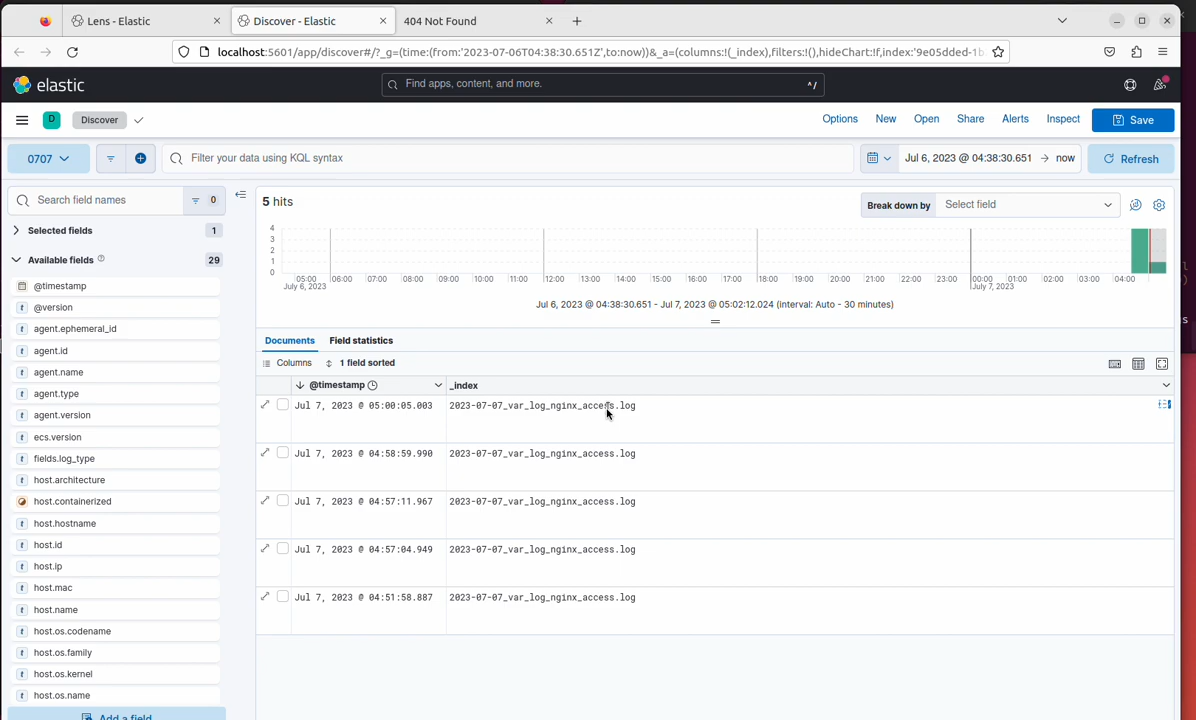 Lens - Elastic
Discover - Elastic
404 Not Found
localhost:5601/app/discover#/?_g=(time:(from:'2023-07-06T04:38:30.651Z',to:now))&_a=(columns:!(_index),filters:!(),hideChart:!f,index:'9e05dded-1b
elastic
Find apps, content, and more.
^/
D
Discover
Options
New
Open
Share
Alerts
Inspect
Save
0707
Filter your data using KQL syntax
Jul 6, 2023 @ 04:38:30.651 → now
Refresh
Search field names
0
Selected fields
1
Available fields
29
@timestamp
@version
agent.ephemeral_id
agent.id
agent.name
agent.type
agent.version
ecs.version
fields.log_type
host.architecture
host.containerized
host.hostname
host.id
host.ip
host.mac
host.name
host.os.codename
host.os.family
host.os.kernel
host.os.name
Add a field
5 hits
Break down by
Select field
4
3
2
1
0
05:00 06:00 07:00 08:00 09:00 10:00 11:00 12:00 13:00 14:00 15:00 16:00 17:00 18:00 19:00 20:00 21:00 22:00 23:00 00:00 01:00 02:00 03:00 04:00
July 6, 2023
July 7, 2023
Jul 6, 2023 @ 04:38:30.651 - Jul 7, 2023 @ 05:02:12.024 (interval: Auto - 30 minutes)
Documents
Field statistics
Columns
1 field sorted
@timestamp
_index
Jul 7, 2023 @ 05:00:05.003 2023-07-07_var_log_nginx_access.log
Jul 7, 2023 @ 04:58:59.990 2023-07-07_var_log_nginx_access.log
Jul 7, 2023 @ 04:57:11.967 2023-07-07_var_log_nginx_access.log
Jul 7, 2023 @ 04:57:04.949 2023-07-07_var_log_nginx_access.log
Jul 7, 2023 @ 04:51:58.887 2023-07-07_var_log_nginx_access.log